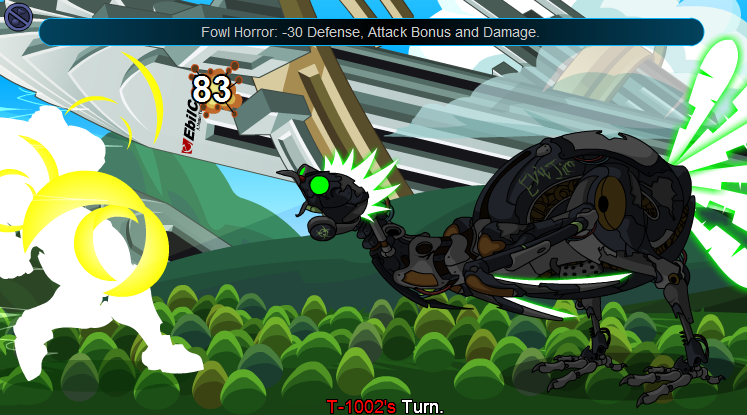 Fowl Horror: -30 Defense, Attack Bonus and Damage.
83
EbilC
T-1002's Turn.